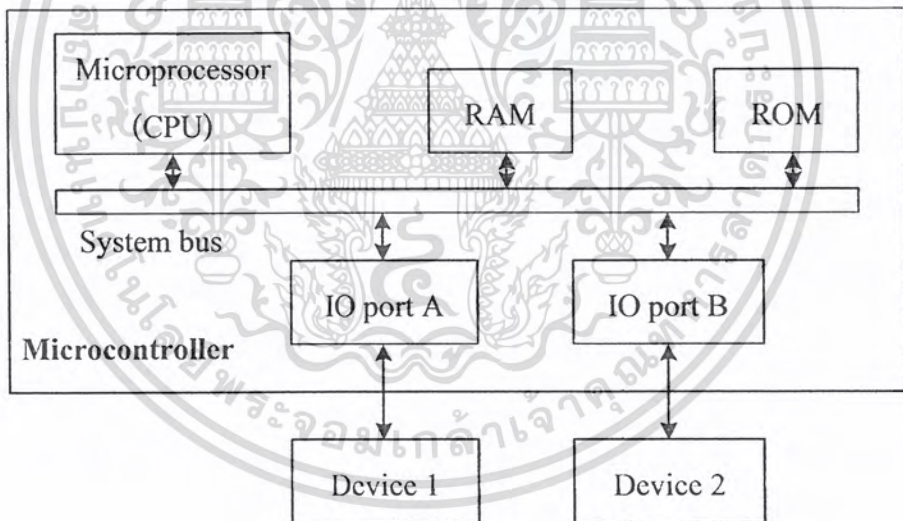 Microprocessor
(CPU)
RAM
ROM
System bus
IO port A
IO port B
Microcontroller
Device 1
Device 2